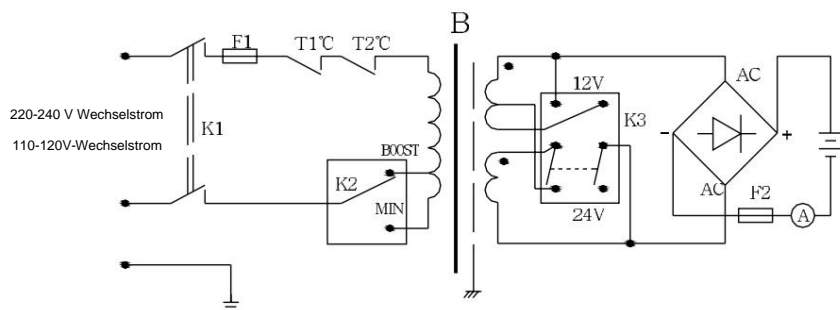 B
F1
T1℃
T2℃
AC
12V
220-240 V Wechselstrom
K1
K3
-
+
110-120V-Wechselstrom
BOOST
K2
AC
F2
MIN
24V
A